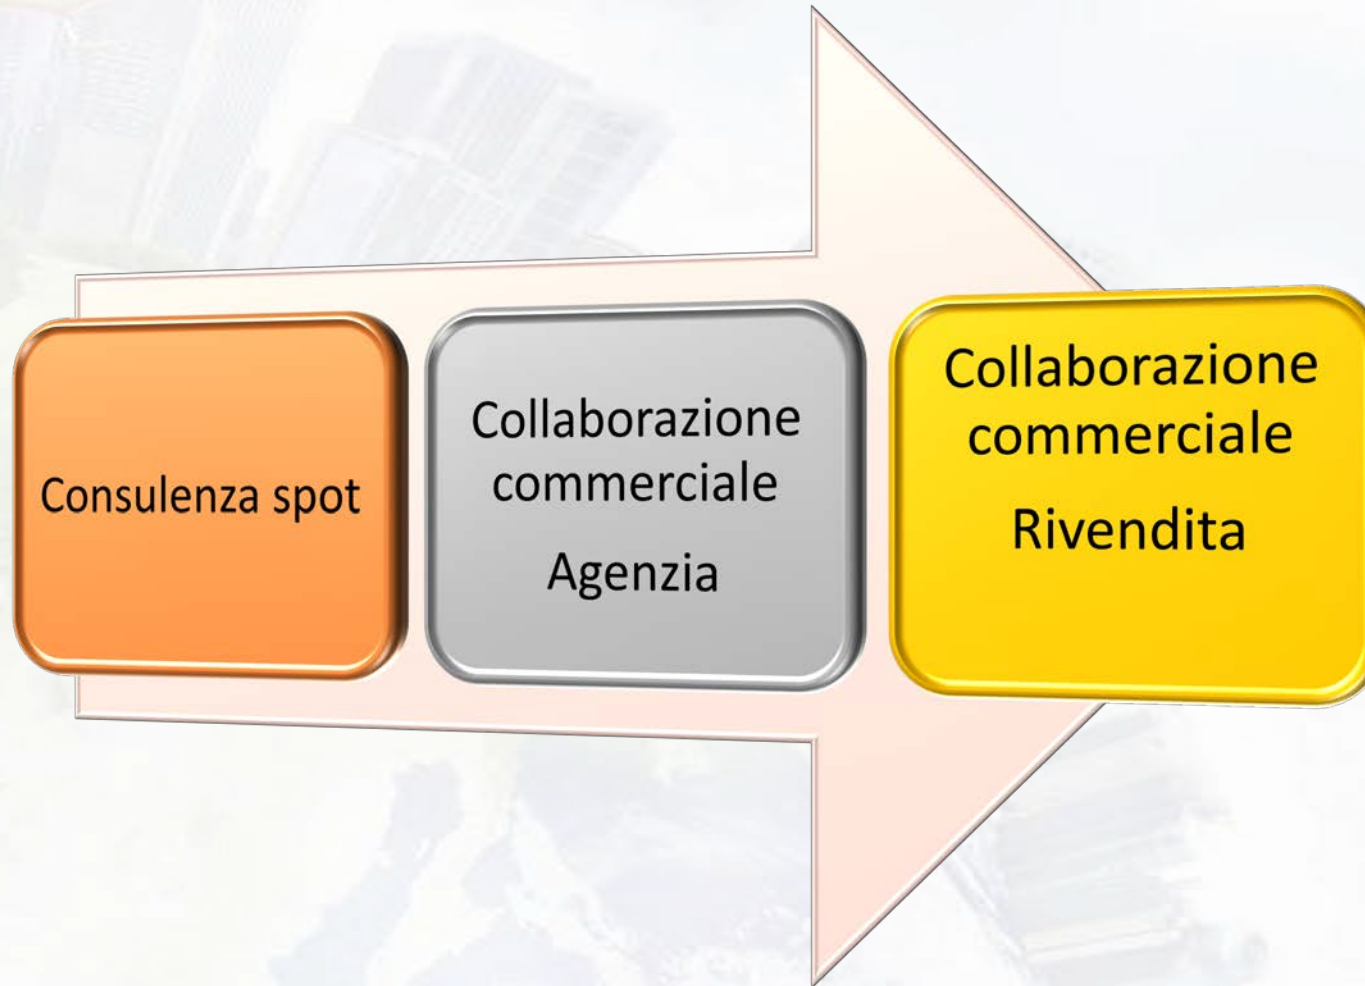 Consulenza spot
Collaborazione
commerciale
Agenzia
Collaborazione
commerciale
Rivendita